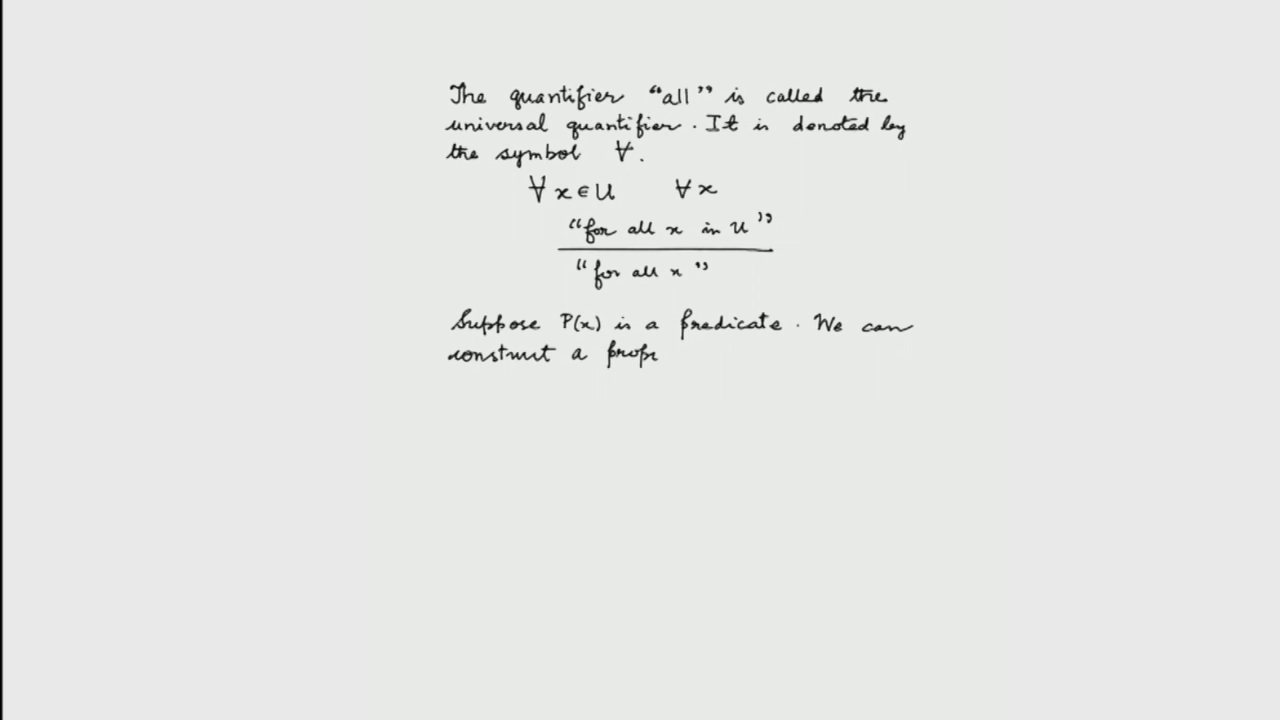 The quantifier "all" is called the
universal quantifier. It is denoted by
the symbol ∀.
∀ x ∈ U ∀ x
"for all x in U"
"for all x"
Suppose P(x) is a predicate. We can
construct a prop